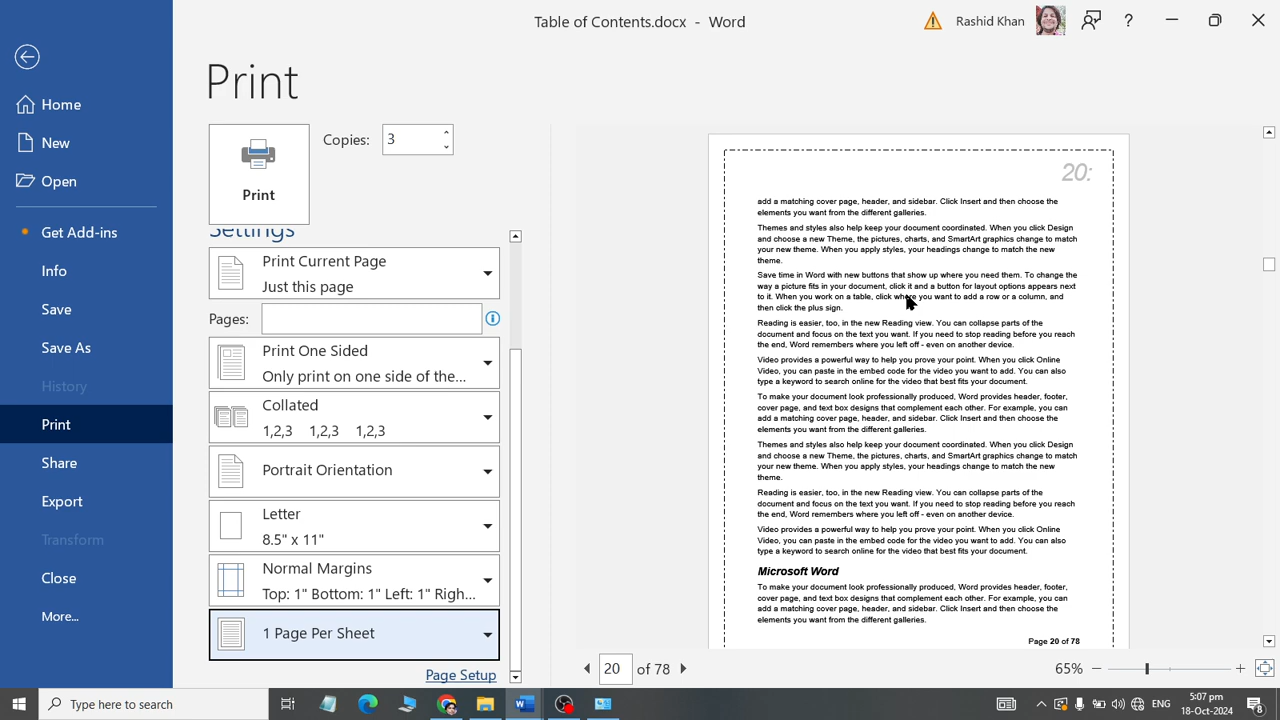 Table of Contents.docx - Word
Rashid Khan
?
Home
New
Open
Get Add-ins
Info
Save
Save As
History
Print
Share
Export
Transform
Close
More...
Print
Print
Copies: 3
Settings
Print Current Page
Just this page
Pages:
Print One Sided
Only print on one side of the...
Collated
1,2,3 1,2,3 1,2,3
Portrait Orientation
Letter
8.5" x 11"
Normal Margins
Top: 1" Bottom: 1" Left: 1" Righ...
1 Page Per Sheet
Page Setup
20:
add a matching cover page, header, and sidebar. Click Insert and then choose the
elements you want from the different galleries.
Themes and styles also help keep your document coordinated. When you click Design
and choose a new Theme, the pictures, charts, and SmartArt graphics change to match
your new theme. When you apply styles, your headings change to match the new
theme.
Save time in Word with new buttons that show up where you need them. To change the
way a picture fits in your document, click it and a button for layout options appears next
to it. When you work on a table, click where you want to add a row or a column, and
then click the plus sign.
Reading is easier, too, in the new Reading view. You can collapse parts of the
document and focus on the text you want. If you need to stop reading before you reach
the end, Word remembers where you left off - even on another device.
Video provides a powerful way to help you prove your point. When you click Online
Video, you can paste in the embed code for the video you want to add. You can also
type a keyword to search online for the video that best fits your document.
To make your document look professionally produced, Word provides header, footer,
cover page, and text box designs that complement each other. For example, you can
add a matching cover page, header, and sidebar. Click Insert and then choose the
elements you want from the different galleries.
Themes and styles also help keep your document coordinated. When you click Design
and choose a new Theme, the pictures, charts, and SmartArt graphics change to match
your new theme. When you apply styles, your headings change to match the new
theme.
Reading is easier, too, in the new Reading view. You can collapse parts of the
document and focus on the text you want. If you need to stop reading before you reach
the end, Word remembers where you left off - even on another device.
Video provides a powerful way to help you prove your point. When you click Online
Video, you can paste in the embed code for the video you want to add. You can also
type a keyword to search online for the video that best fits your document.
Microsoft Word
To make your document look professionally produced, Word provides header, footer,
cover page, and text box designs that complement each other. For example, you can
add a matching cover page, header, and sidebar. Click Insert and then choose the
elements you want from the different galleries.
Page 20 of 78
20 of 78
65%
Type here to search
ENG
5:07 pm
18-Oct-2024
8